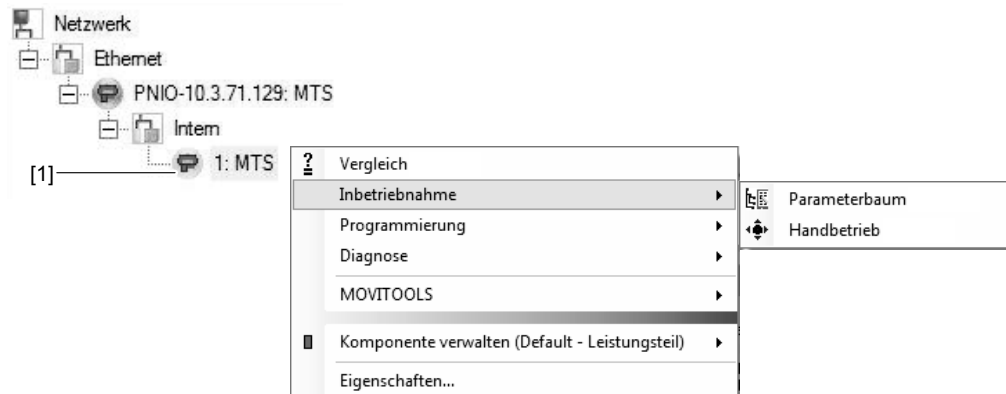 Netzwerk
Ethernet
PNIO-10.3.71.129: MTS
Intern
[1] 1: MTS
Vergleich
Inbetriebnahme
Parameterbaum
Programmierung
Handbetrieb
Diagnose
MOVITOOLS
Komponente verwalten (Default - Leistungsteil)
Eigenschaften...